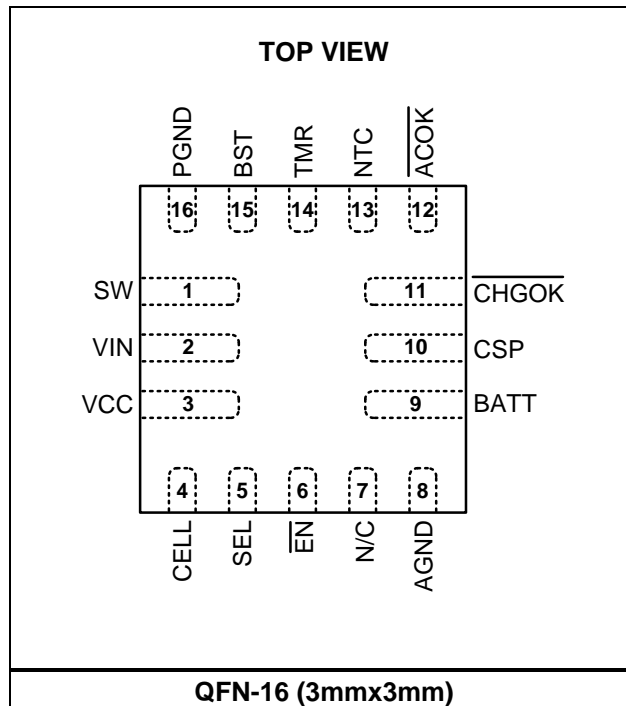 TOP VIEW
PGND
BST
TMR
NTC
ACOK
16 15 14 13 12
SW 1 11 CHGOK
VIN 2 10 CSP
VCC 3 9 BATT
4 5 6 7 8
CELL
SEL
EN
N/C
AGND
QFN-16 (3mmx3mm)